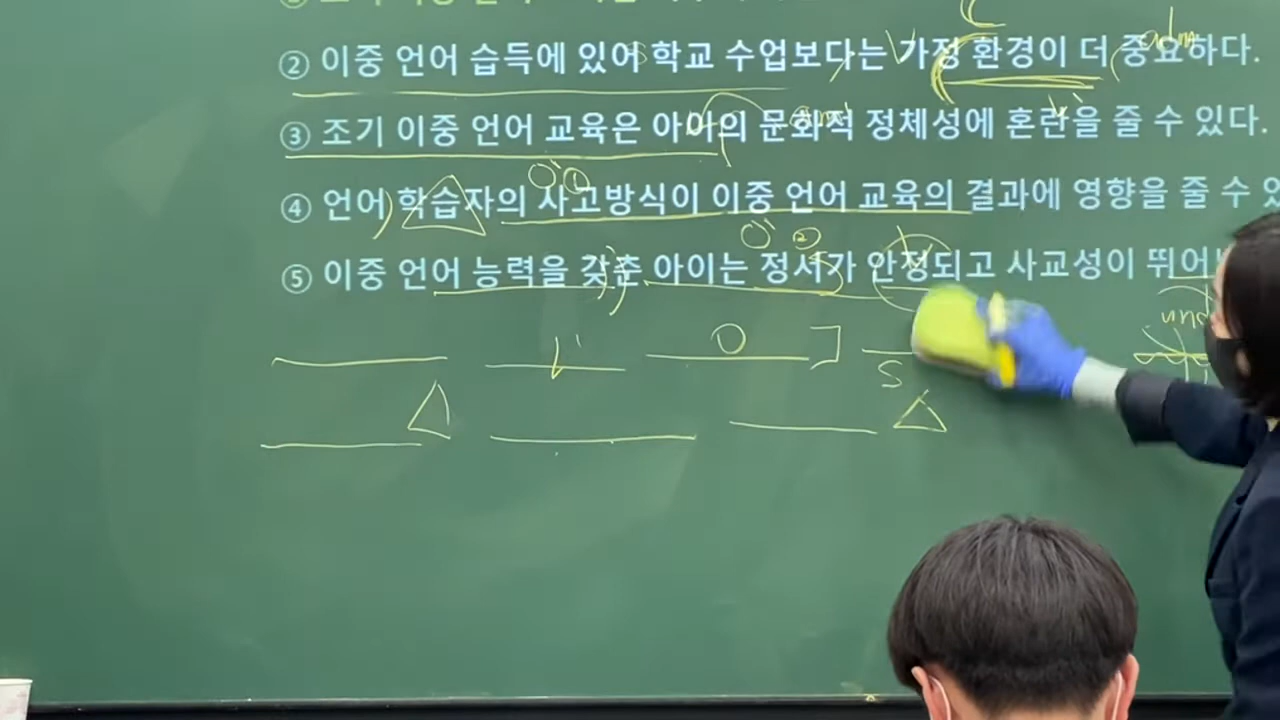 ② 이중 언어 습득에 있어 학교 수업보다는 가정 환경이 더 중요하다.
③ 조기 이중 언어 교육은 아이의 문화적 정체성에 혼란을 줄 수 있다.
④ 언어 학습자의 사고방식이 이중 언어 교육의 결과에 영향을 줄 수
⑤ 이중 언어 능력을 갖춘 아이는 정서가 안정되고 사교성이 뛰어
und
S